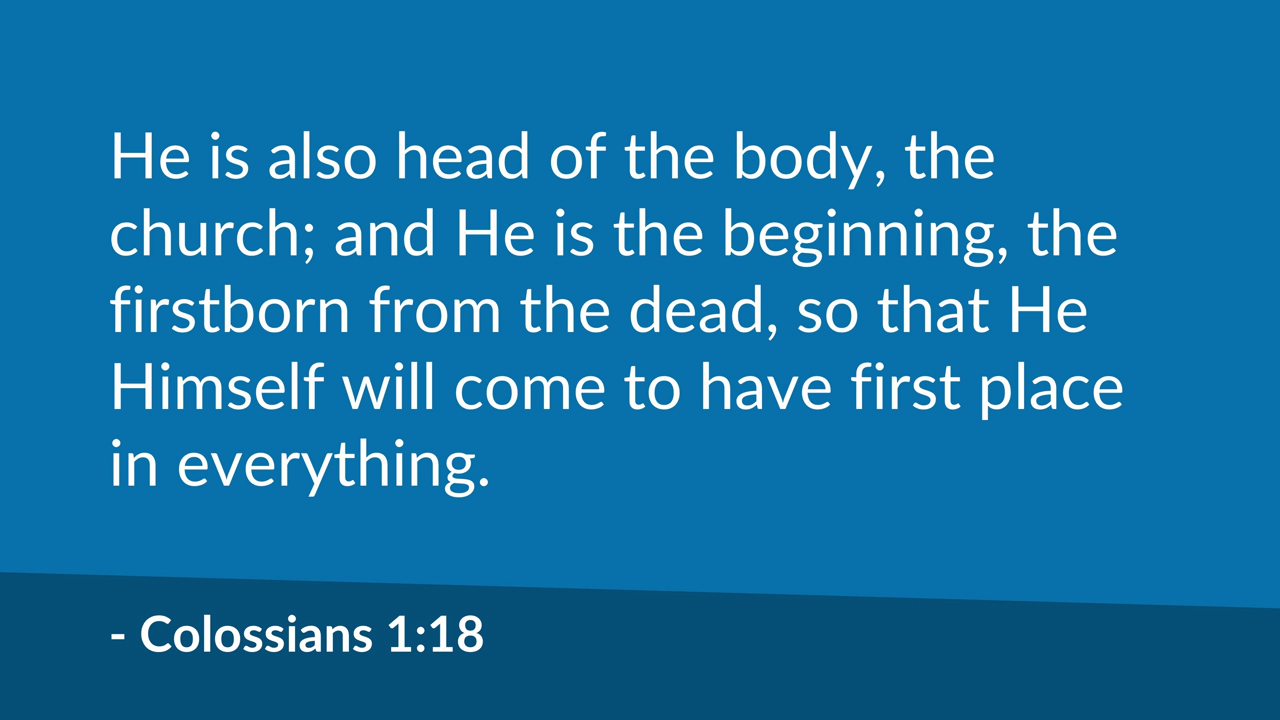 He is also head of the body, the
church; and He is the beginning, the
firstborn from the dead, so that He
Himself will come to have first place
in everything.
- Colossians 1:18